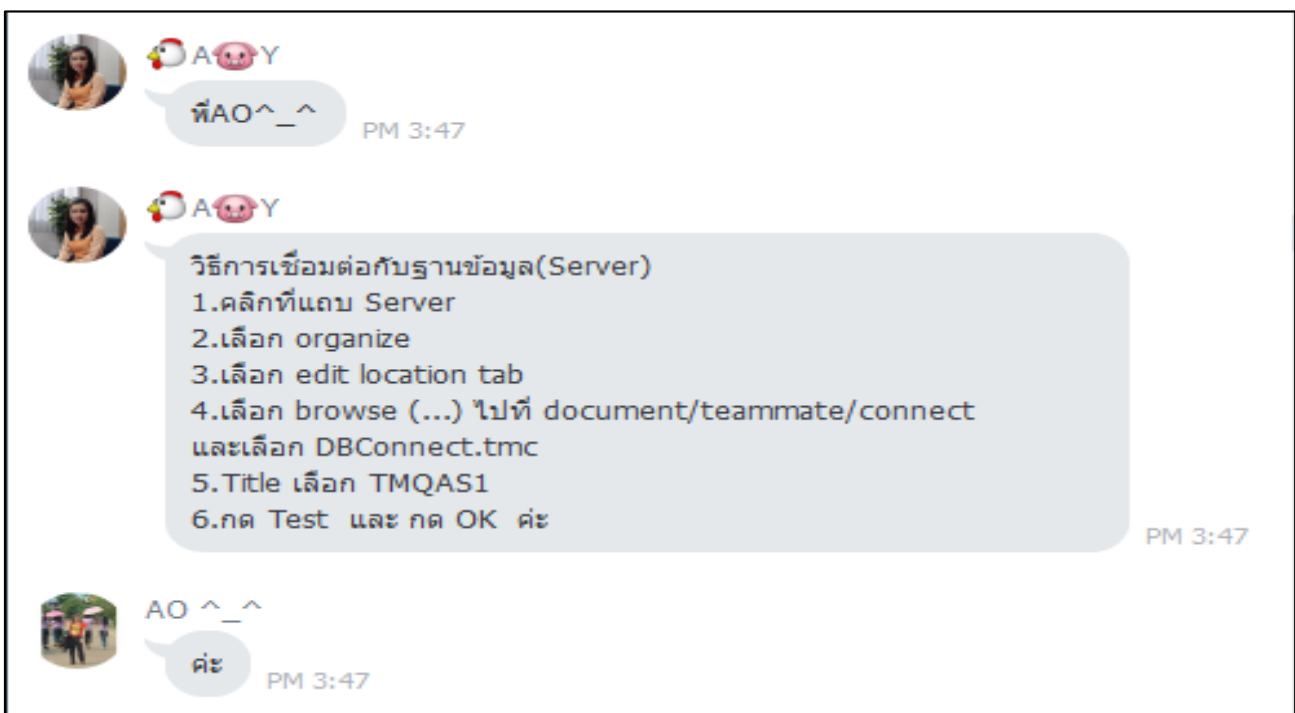 🐔A🐷Y
พี่AO^_^
PM 3:47
🐔A🐷Y
วิธีการเชื่อมต่อกับฐานข้อมูล(Server)
1.คลิกที่แถบ Server
2.เลือก organize
3.เลือก edit location tab
4.เลือก browse (...) ไปที่ document/teammate/connect
และเลือก DBConnect.tmc
5.Title เลือก TMQAS1
6.กด Test และ กด OK ค่ะ
PM 3:47
AO ^_^
ค่ะ
PM 3:47